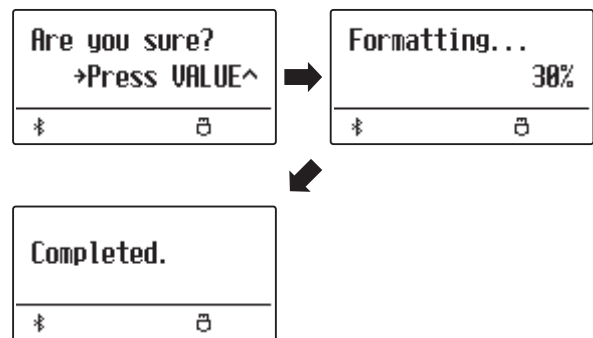 Are you sure?
→Press VALUE^
Formatting...
30%
Completed.